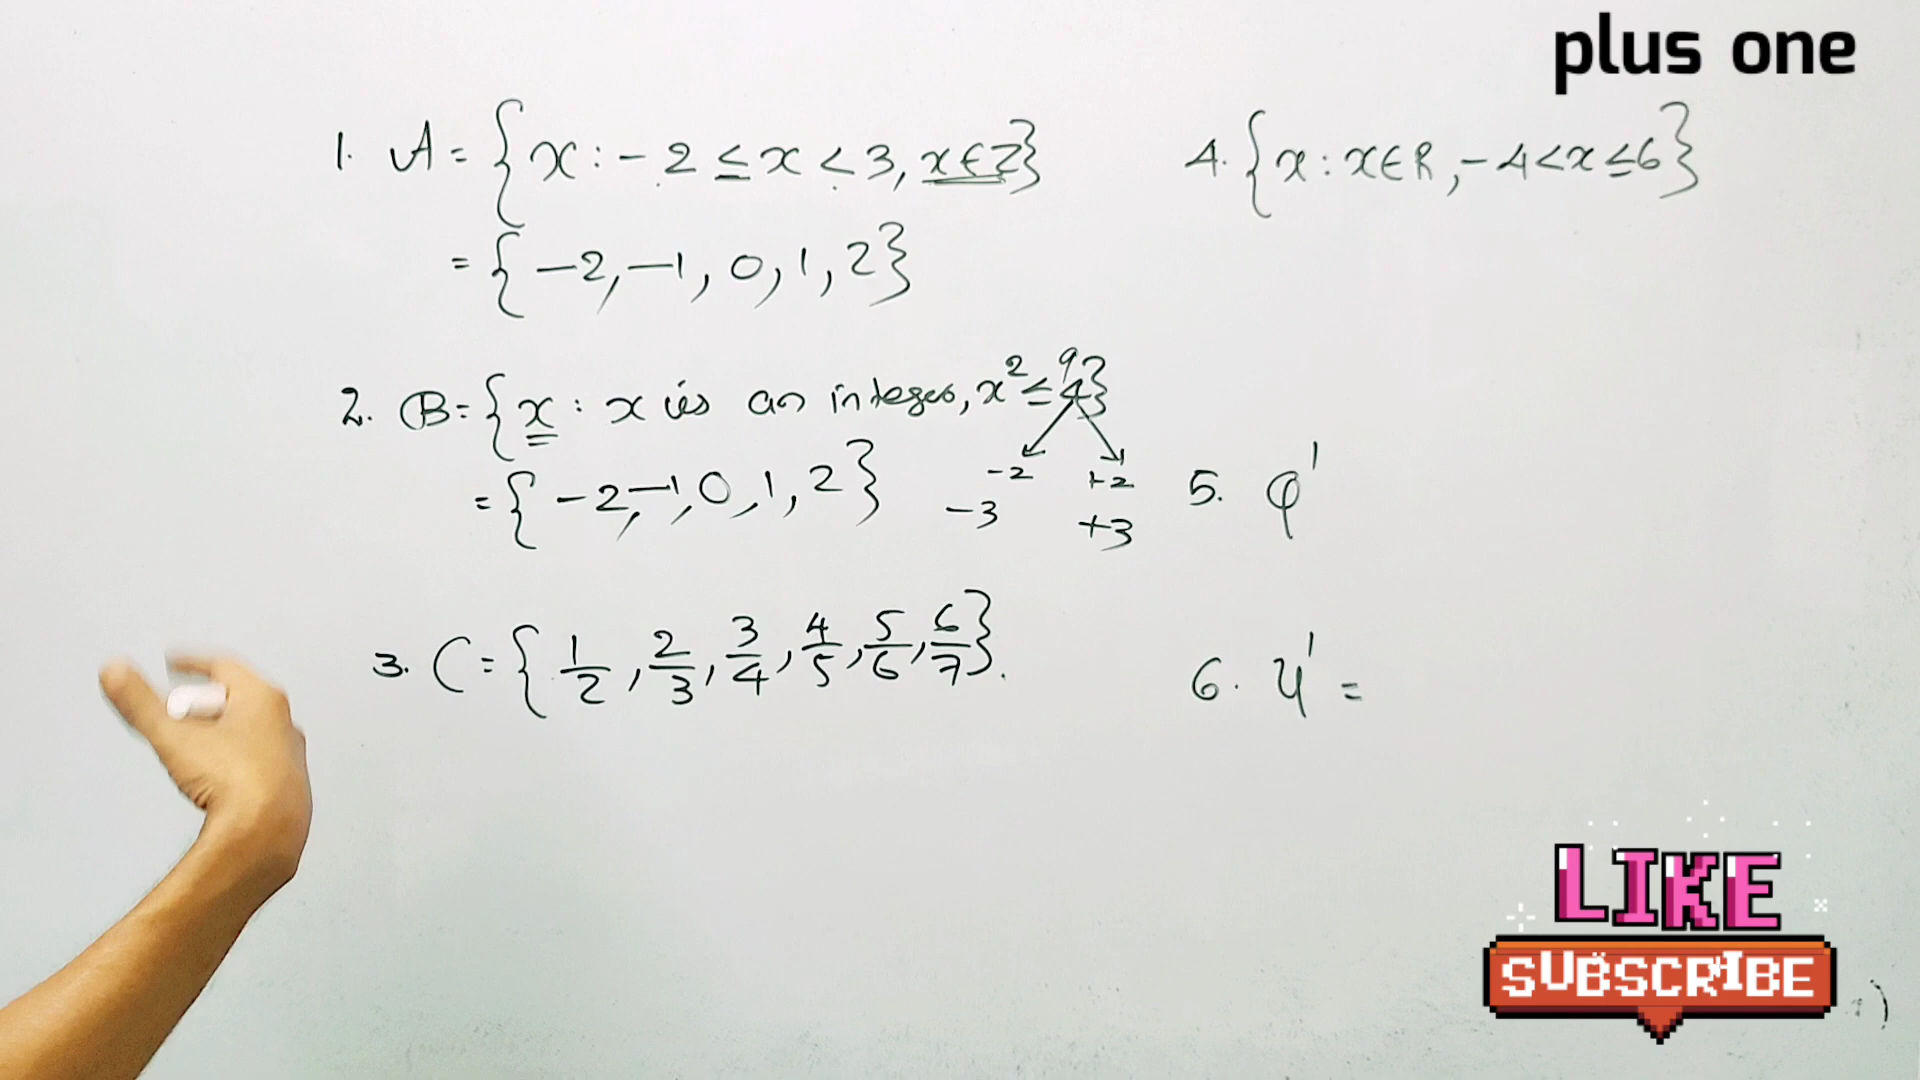 plus one
1. A = {x : -2 ≤ x < 3, x ∈ Z}
= {-2, -1, 0, 1, 2}
2. B = {x : x is an integer, x² ≤ 4}
9
-2 +2
-3 +3
= {-2, -1, 0, 1, 2}
3. C = {1/2, 2/3, 3/4, 4/5, 5/6, 6/7}.
4. {x : x ∈ R, -4 < x ≤ 6}
5. φ'
6. U' =
LIKE
SUBSCRIBE